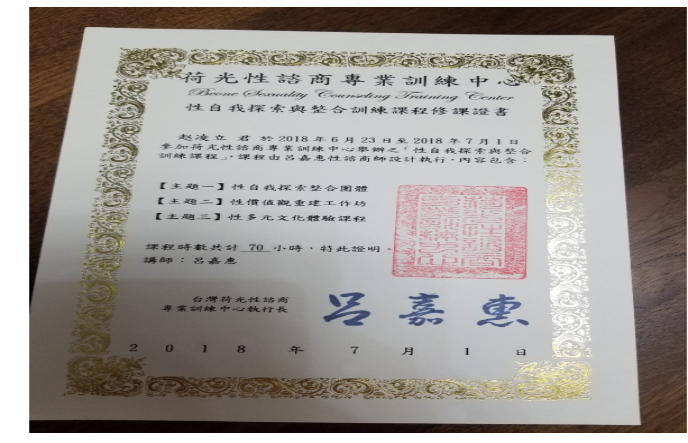 荷光性諮商專業訓練中心
Beone Sexuality Counseling Training Center
性自我探索與整合訓練課程修課證書
赵凌立 君 於 2018 年 6 月 23 日至 2018 年 7 月 1 日
參加荷光性諮商專業訓練中心舉辦之「性自我探索與整合
訓練課程」，課程由呂嘉惠性諮商師設計執行，內容包含：
【主題一】性自我探索整合團體
【主題二】性價值觀重建工作坊
【主題三】性多元文化體驗課程
課程時數共計 70 小時，特此證明。
講師：呂嘉惠
台灣荷光性諮商
專業訓練中心執行長
呂嘉惠
2018年7月1日